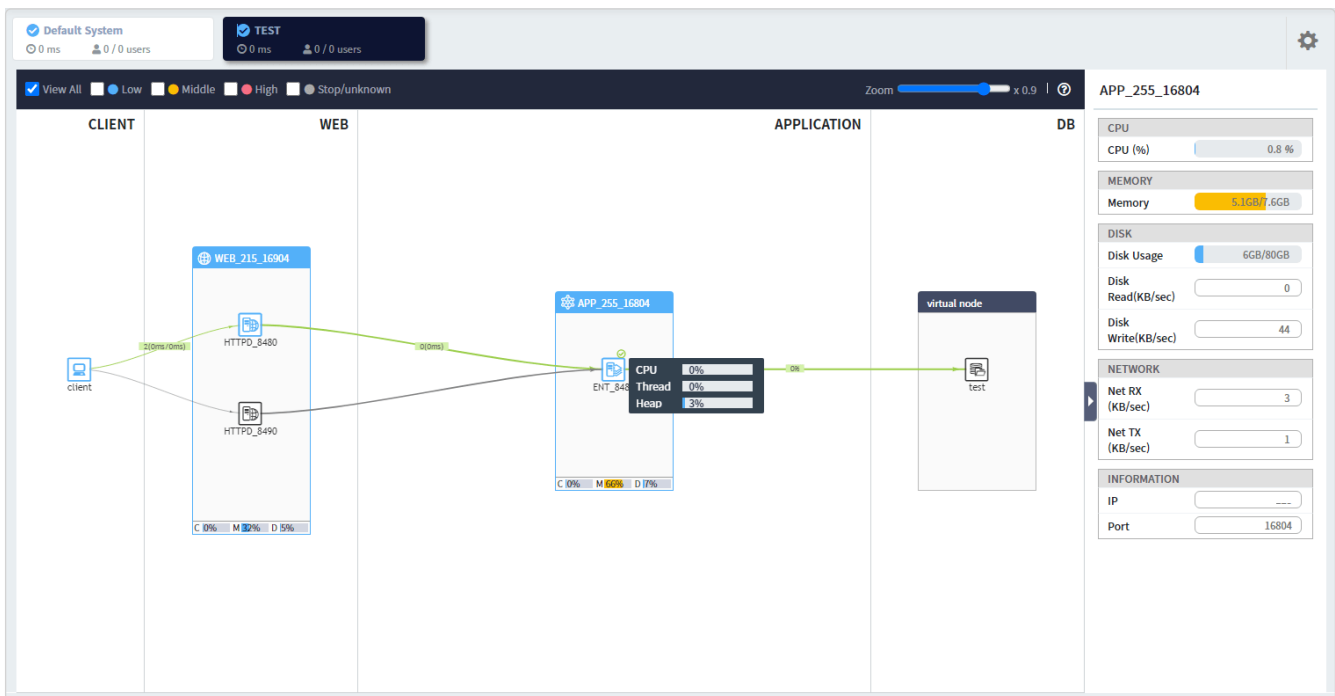 Default System
0 ms 0 / 0 users
TEST
0 ms 0 / 0 users
View All Low Middle High Stop/unknown
Zoom x 0.9
CLIENT WEB APPLICATION DB
WEB_215_16904
HTTPD_8480
HTTPD_8490
C 0% M 32% D 5%
client
2(0ms/0ms)
0(0ms)
APP_255_16804
ENT_848
CPU 0%
Thread 0%
Heap 3%
C 0% M 66% D 7%
0%
virtual node
test
APP_255_16804
CPU
CPU (%) 0.8 %
MEMORY
Memory 5.1GB/7.6GB
DISK
Disk Usage 6GB/80GB
Disk
Read(KB/sec) 0
Disk
Write(KB/sec) 44
NETWORK
Net RX
(KB/sec) 3
Net TX
(KB/sec) 1
INFORMATION
IP
Port 16804